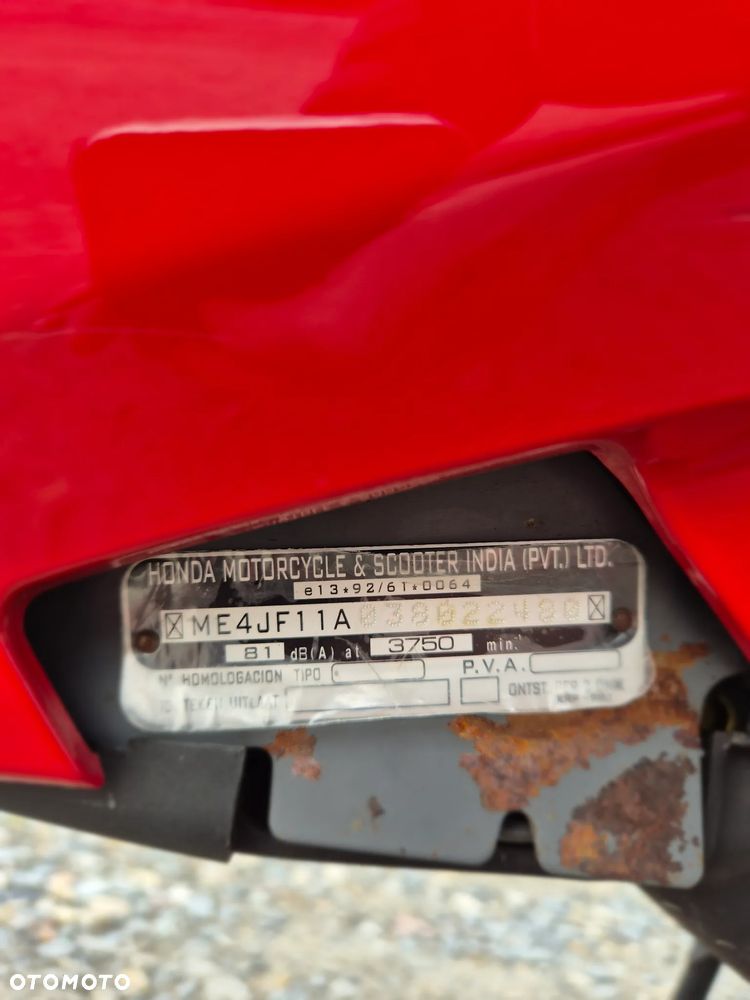 HONDA MOTORCYCLE & SCOOTER INDIA (PVT.) LTD.
e13*92/61*0064
ME4JF11A
81 dB(A) at 3750 min.
N° HOMOLOGACION TIPO P.V.A.
ONTST
OTOMOTO